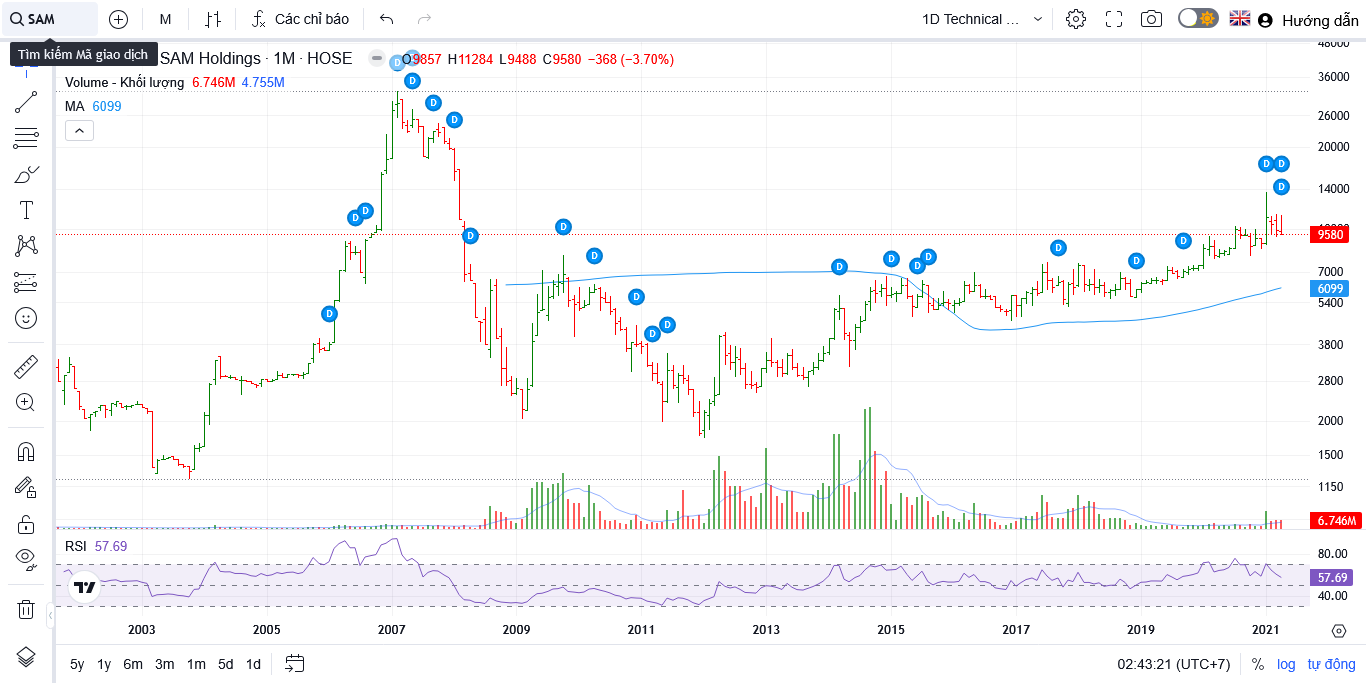 SAM
M
Các chỉ báo
1D Technical ...
Hướng dẫn
Tìm kiếm Mã giao dịch
SAM Holdings · 1M · HOSE
O9857 H11284 L9488 C9580 −368 (−3.70%)
Volume - Khối lượng 6.746M 4.755M
MA 6099
48000
36000
26000
20000
14000
9580
7000
6099
5400
3800
2800
2000
1500
1150
6.746M
RSI 57.69
80.00
57.69
40.00
2003 2005 2007 2009 2011 2013 2015 2017 2019 2021
5y 1y 6m 3m 1m 5d 1d
02:43:21 (UTC+7) % log tự động